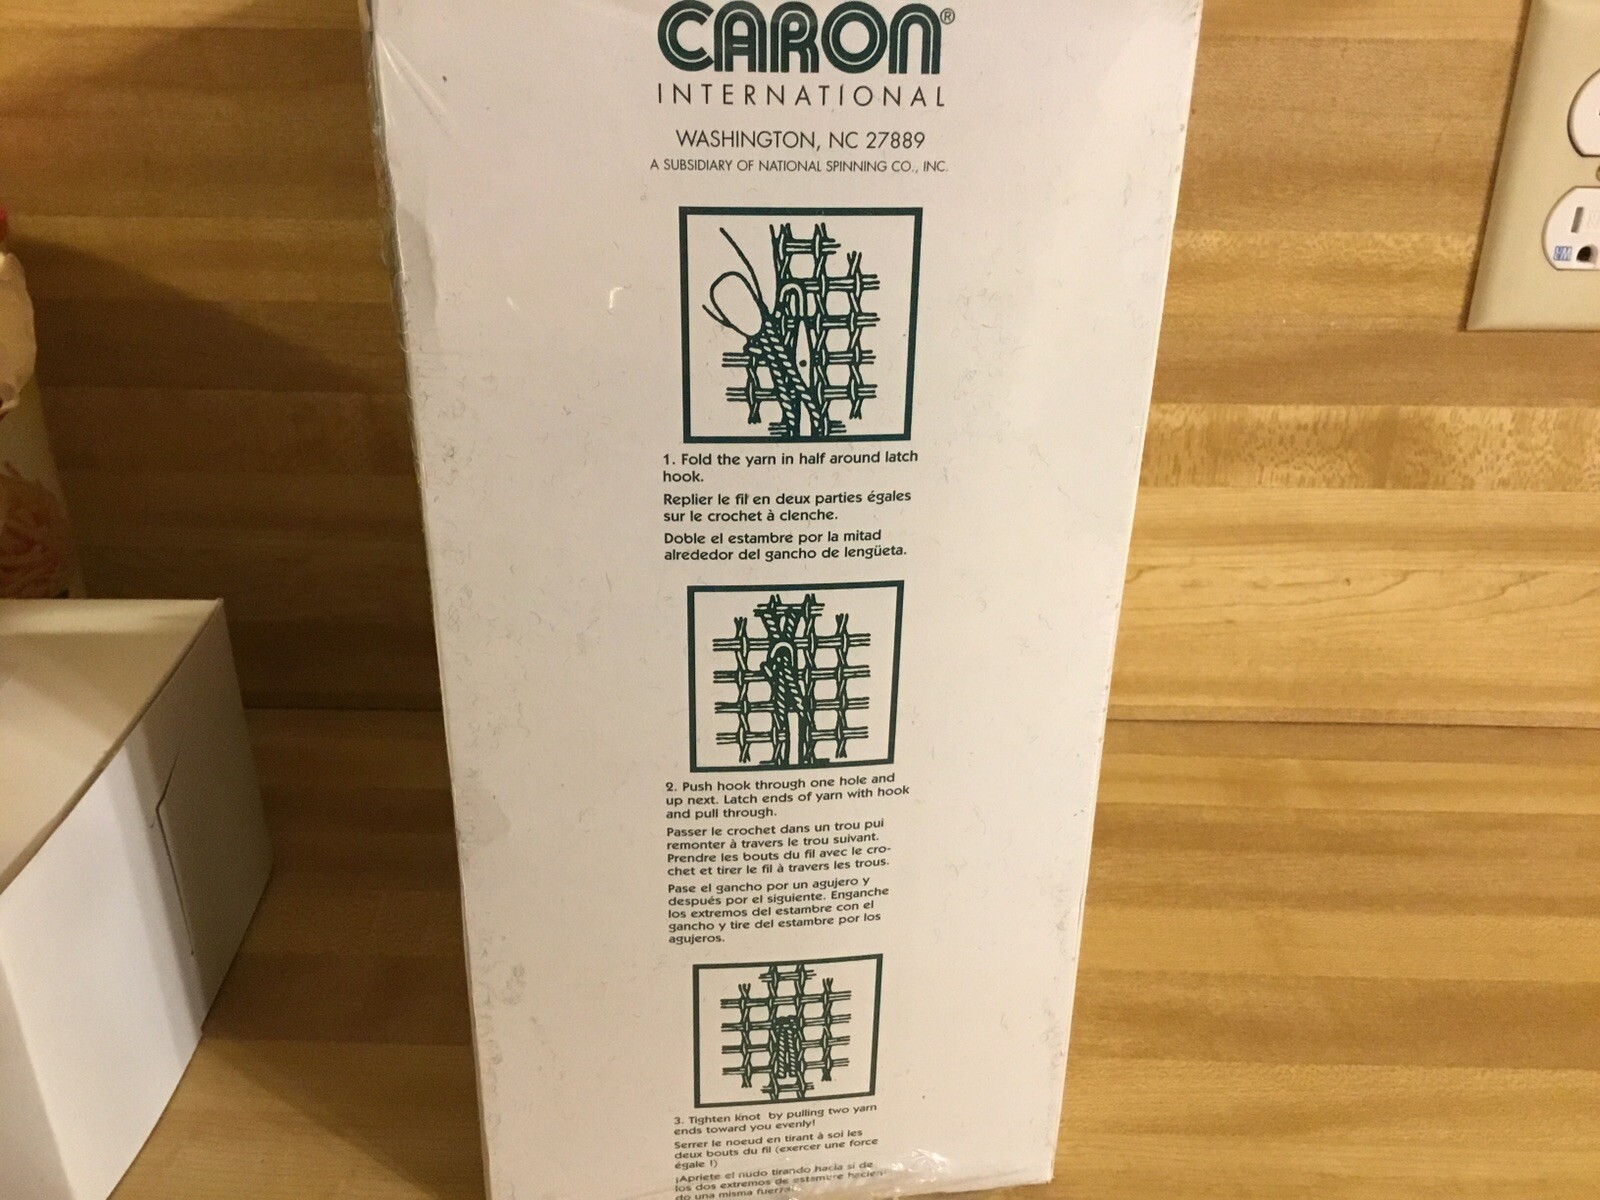 CARON®
INTERNATIONAL
WASHINGTON, NC 27889
A SUBSIDIARY OF NATIONAL SPINNING CO., INC.
1. Fold the yarn in half around latch
hook.
Replier le fil en deux parties égales
sur le crochet à clenche.
Doble el estambre por la mitad
alrededor del gancho de lengüeta.
2. Push hook through one hole and
up next. Latch ends of yarn with hook
and pull through.
Passer le crochet dans un trou pui
remonter à travers le trou suivant.
Prendre les bouts du fil avec le cro-
chet et tirer le fil à travers les trous.
Pase el gancho por un agujero y
después por el siguiente. Enganche
los extremos del estambre con el
gancho y tire del estambre por los
agujeros.
3. Tighten knot by pulling two yarn
ends toward you evenly!
Serrer le noeud en tirant à soi les
deux bouts du fil (exercer une force
égale !)
¡Apriete el nudo tirando hacia si de
los dos extremos de estambre
do una misma